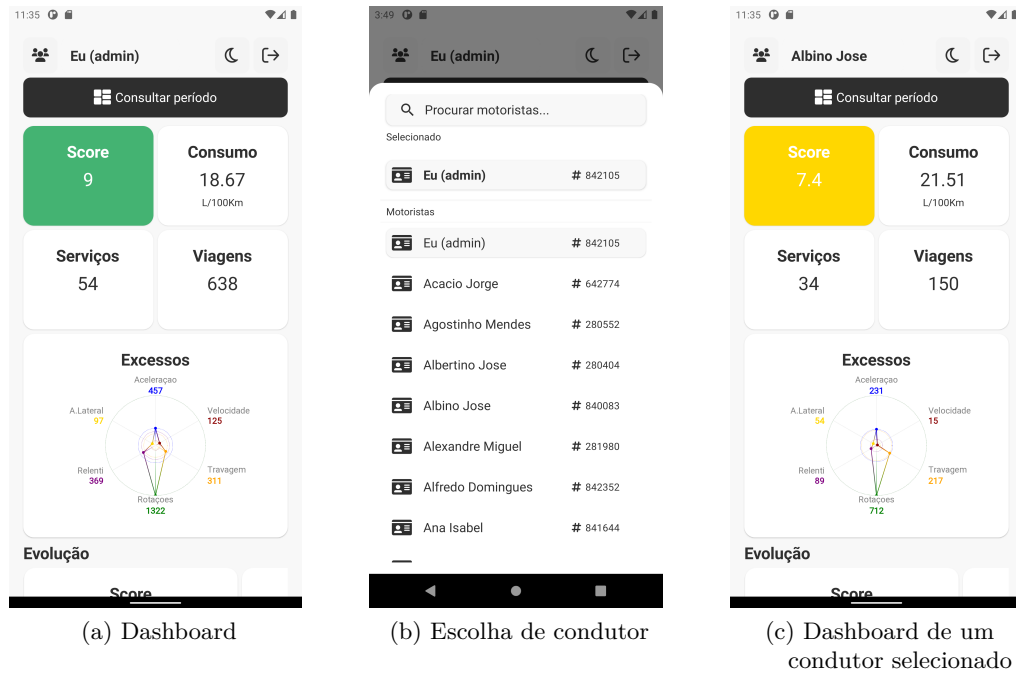 11:35
Eu (admin)
Consultar período
Score
9
Consumo
18.67
L/100Km
Serviços
54
Viagens
638
Excessos
Aceleraçao
457
A.Lateral
97
Velocidade
125
Relenti
369
Travagem
311
Rotaçoes
1322
Evolução
Score
(a) Dashboard
3:49
Eu (admin)
Procurar motoristas...
Selecionado
Eu (admin) # 842105
Motoristas
Eu (admin) # 842105
Acacio Jorge # 642774
Agostinho Mendes # 280552
Albertino Jose # 280404
Albino Jose # 840083
Alexandre Miguel # 281980
Alfredo Domingues # 842352
Ana Isabel # 841644
(b) Escolha de condutor
11:35
Albino Jose
Consultar período
Score
7.4
Consumo
21.51
L/100Km
Serviços
34
Viagens
150
Excessos
Aceleraçao
231
A.Lateral
54
Velocidade
15
Relenti
89
Travagem
217
Rotaçoes
712
Evolução
Score
(c) Dashboard de um
condutor selecionado